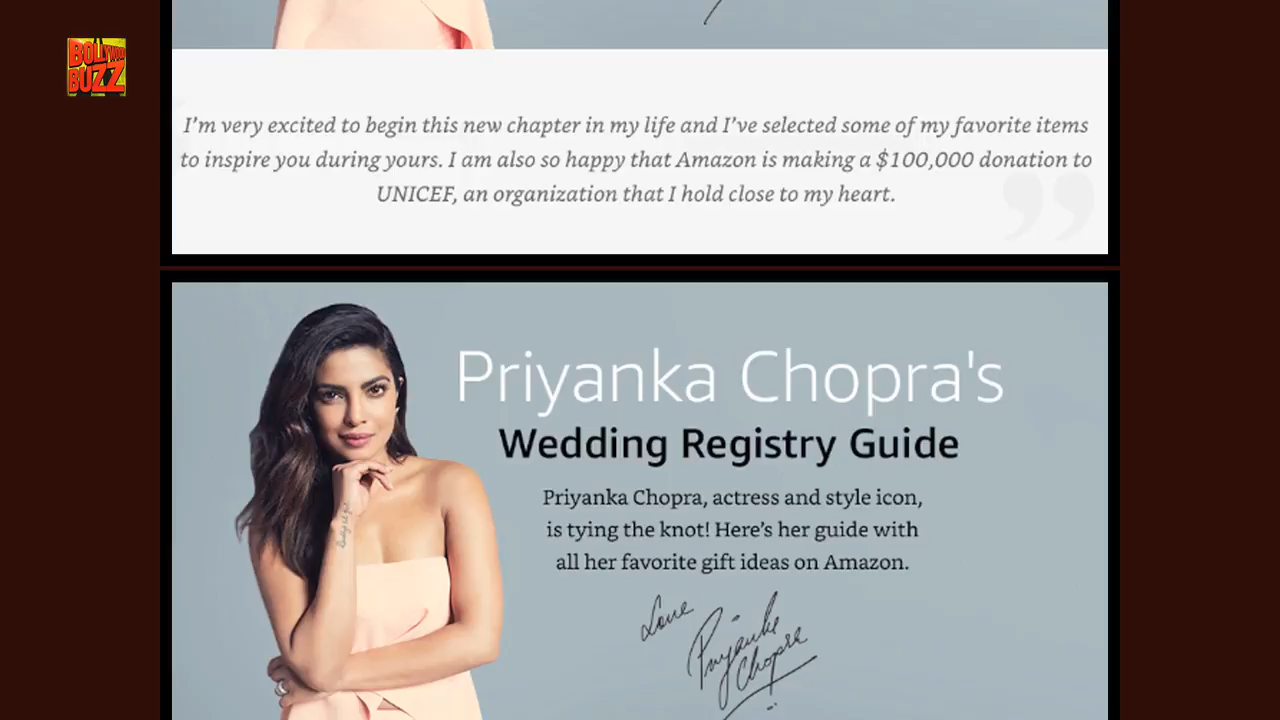 BOLLYWOOD
BUZZ
I'm very excited to begin this new chapter in my life and I've selected some of my favorite items
to inspire you during yours. I am also so happy that Amazon is making a $100,000 donation to
UNICEF, an organization that I hold close to my heart.
”
Priyanka Chopra's
Wedding Registry Guide
Priyanka Chopra, actress and style icon,
is tying the knot! Here's her guide with
all her favorite gift ideas on Amazon.
Love
Priyanka
Chopra